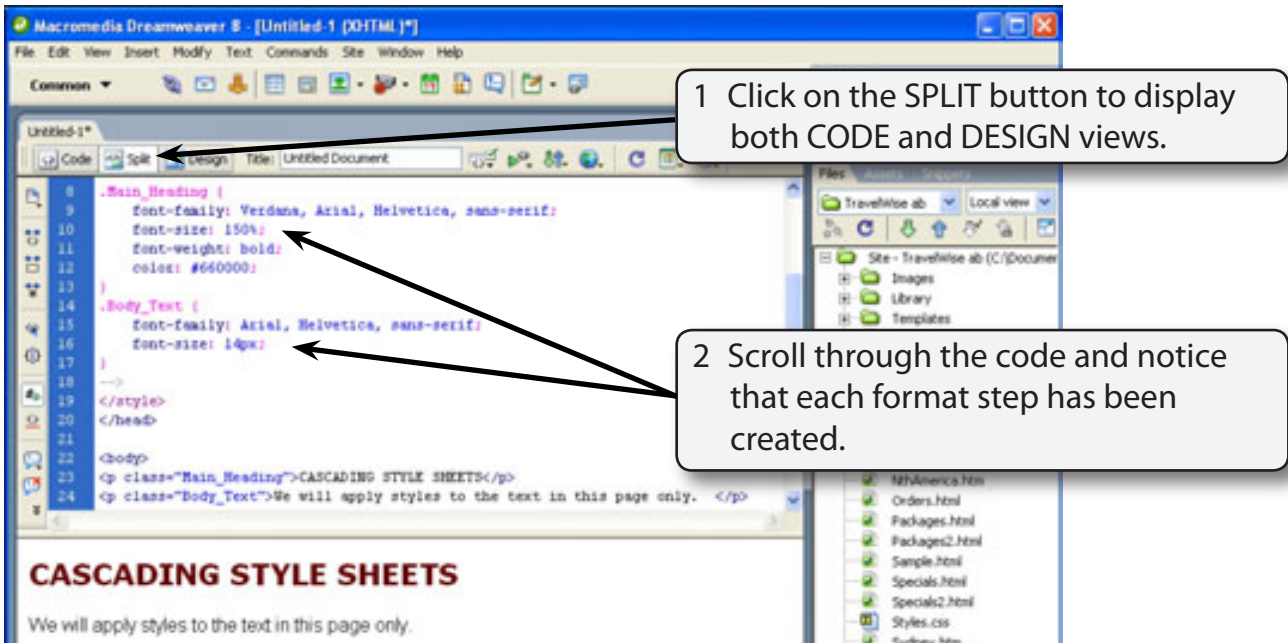 Macromedia Dreamweaver 8 - [Untitled-1 (XHTML)*]
File Edit View Insert Modify Text Commands Site Window Help
Common
1 Click on the SPLIT button to display
both CODE and DESIGN views.
Untitled-1*
Code Split Design Title: Untitled Document
Files Assets Snippets
TravelWise ab Local view
8 .Main_Heading {
9 font-family: Verdana, Arial, Helvetica, sans-serif;
10 font-size: 150%;
11 font-weight: bold;
12 color: #660000;
13 }
14 .Body_Text {
15 font-family: Arial, Helvetica, sans-serif;
16 font-size: 14px;
17 }
18 -->
19 </style>
20 </head>
21
22 <body>
23 <p class="Main_Heading">CASCADING STYLE SHEETS</p>
24 <p class="Body_Text">We will apply styles to the text in this page only. </p>
Site - TravelWise ab (C:\Documen
Images
Library
Templates
2 Scroll through the code and notice
that each format step has been
created.
NthAmerica.htm
Orders.html
Packages.html
Packages2.html
Sample.html
Specials.html
Specials2.html
Styles.css
Sydney.htm
CASCADING STYLE SHEETS
We will apply styles to the text in this page only.